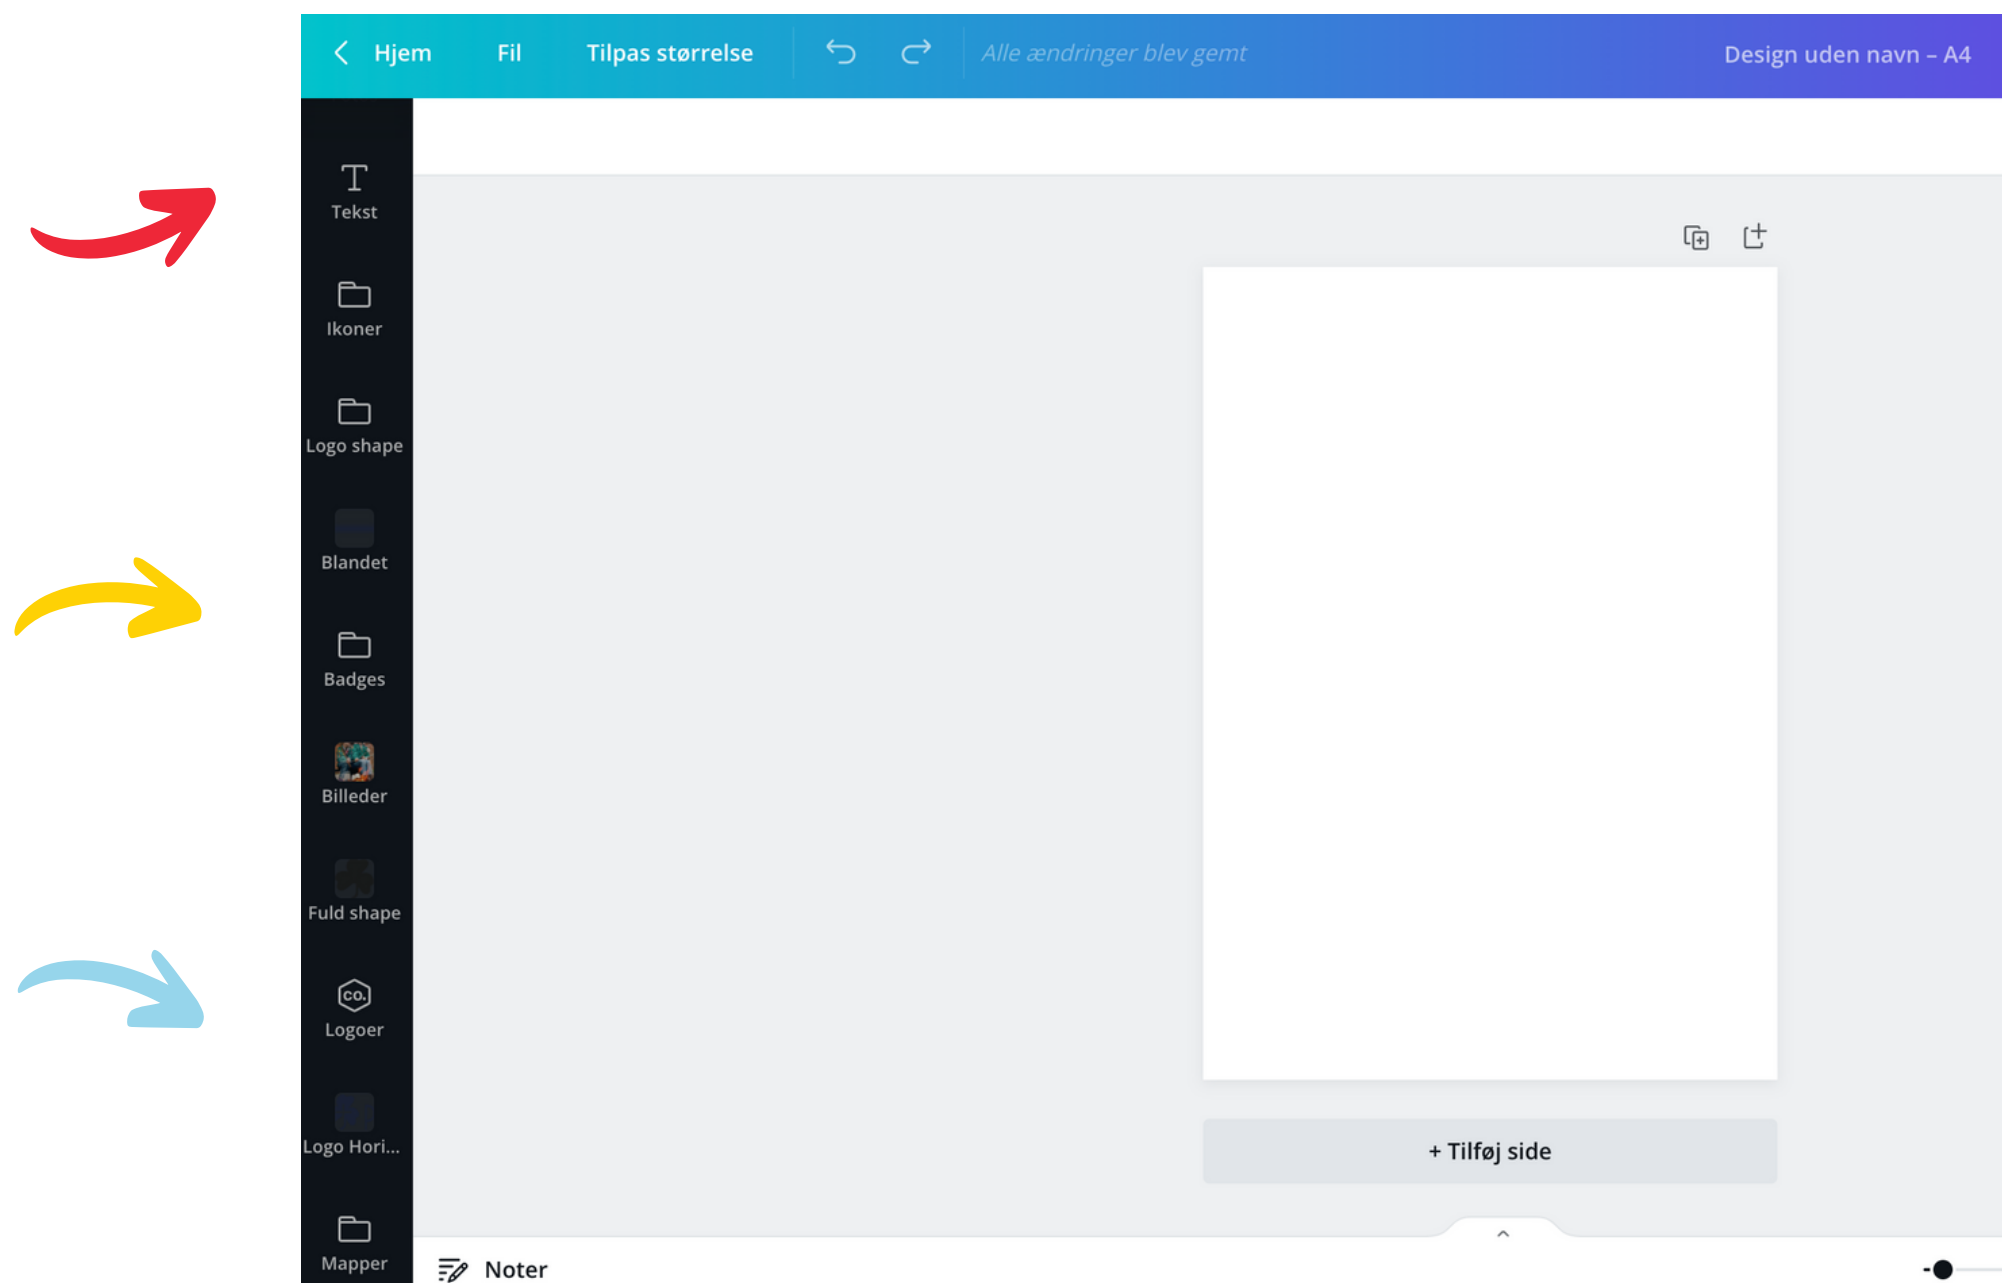 Hjem Fil Tilpas størrelse Alle ændringer blev gemt Design uden navn – A4
Tekst
Ikoner
Logo shape
Blandet
Badges
Billeder
Fuld shape
CO.
Logoer
Logo Hori...
Mapper
+ Tilføj side
Noter